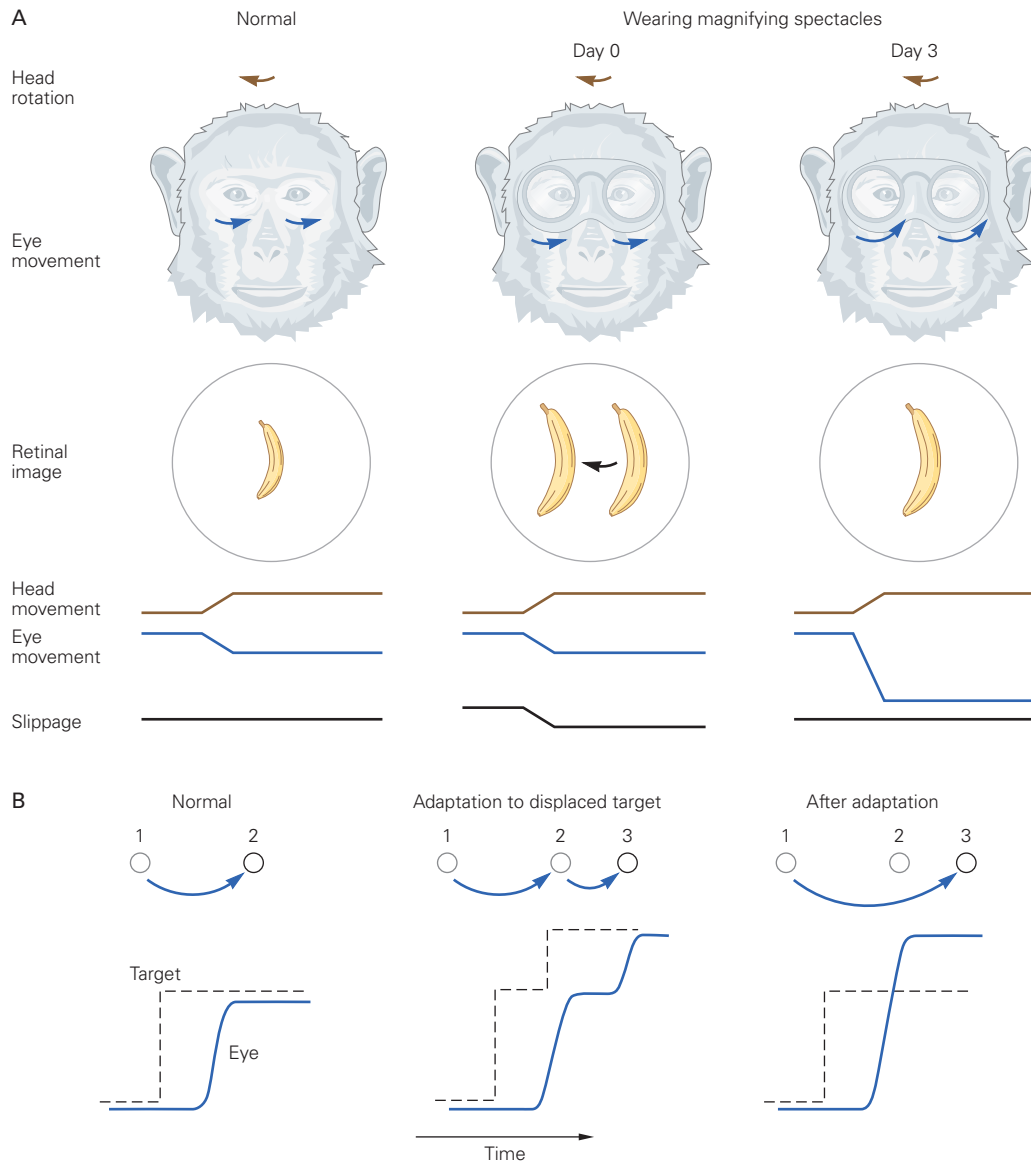 A
Normal
Wearing magnifying spectacles
Day 0
Day 3
Head
rotation
Eye
movement
Retinal
image
Head
movement
Eye
movement
Slippage
B
Normal
Adaptation to displaced target
After adaptation
1 2
1 2 3
1 2 3
Target
Eye
Time